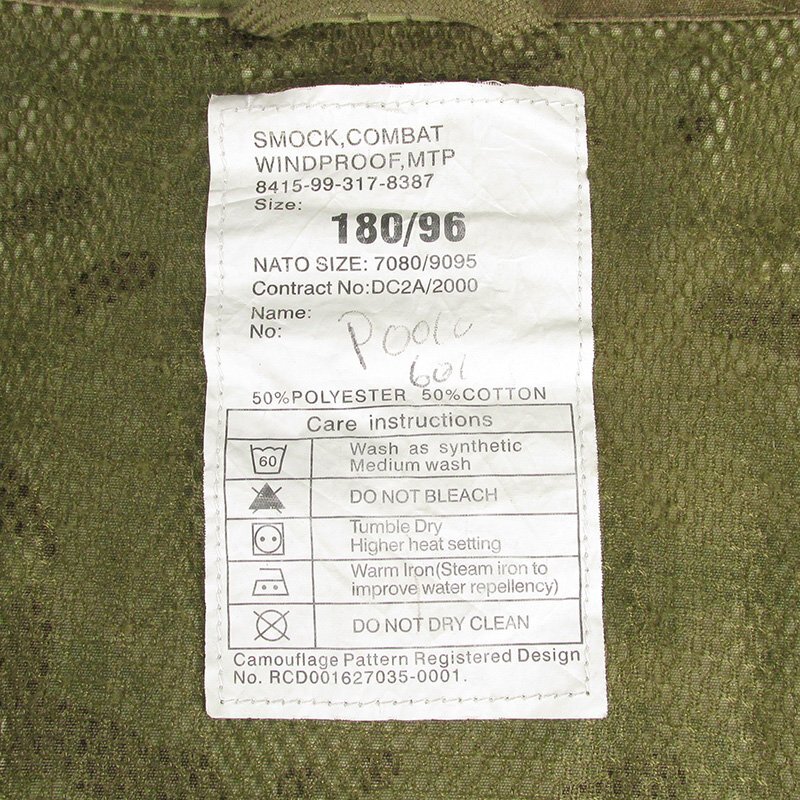 SMOCK,COMBAT
WINDPROOF,MTP
8415-99-317-8387
Size:
180/96
NATO SIZE: 7080/9095
Contract No:DC2A/2000
Name:
No:
601
50%POLYESTER 50%COTTON
Care instructions
60
Wash as synthetic
Medium wash
DO NOT BLEACH
Tumble Dry
Higher heat setting
Warm Iron(Steam iron to
improve water repellency)
DO NOT DRY CLEAN
Camouflage Pattern Registered Design
No. RCD001627035-0001.